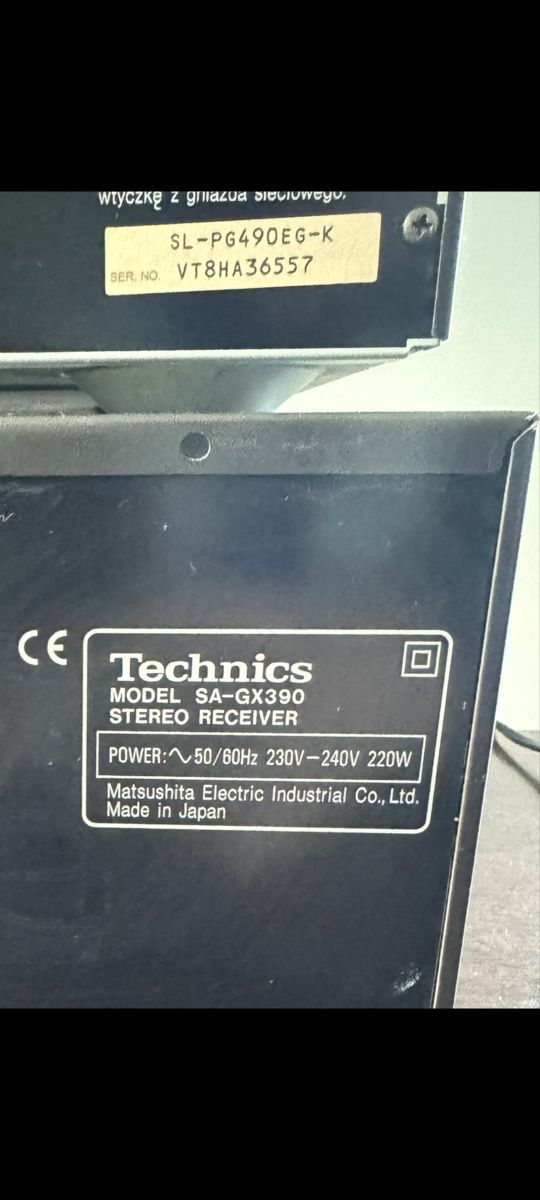 wtyczkę z gniazda sieciowego.
SL-PG490EG-K
SER. NO. VT8HA36557
CE
Technics
MODEL SA-GX390
STEREO RECEIVER
POWER:∿50/60Hz 230V–240V 220W
Matsushita Electric Industrial Co., Ltd.
Made in Japan